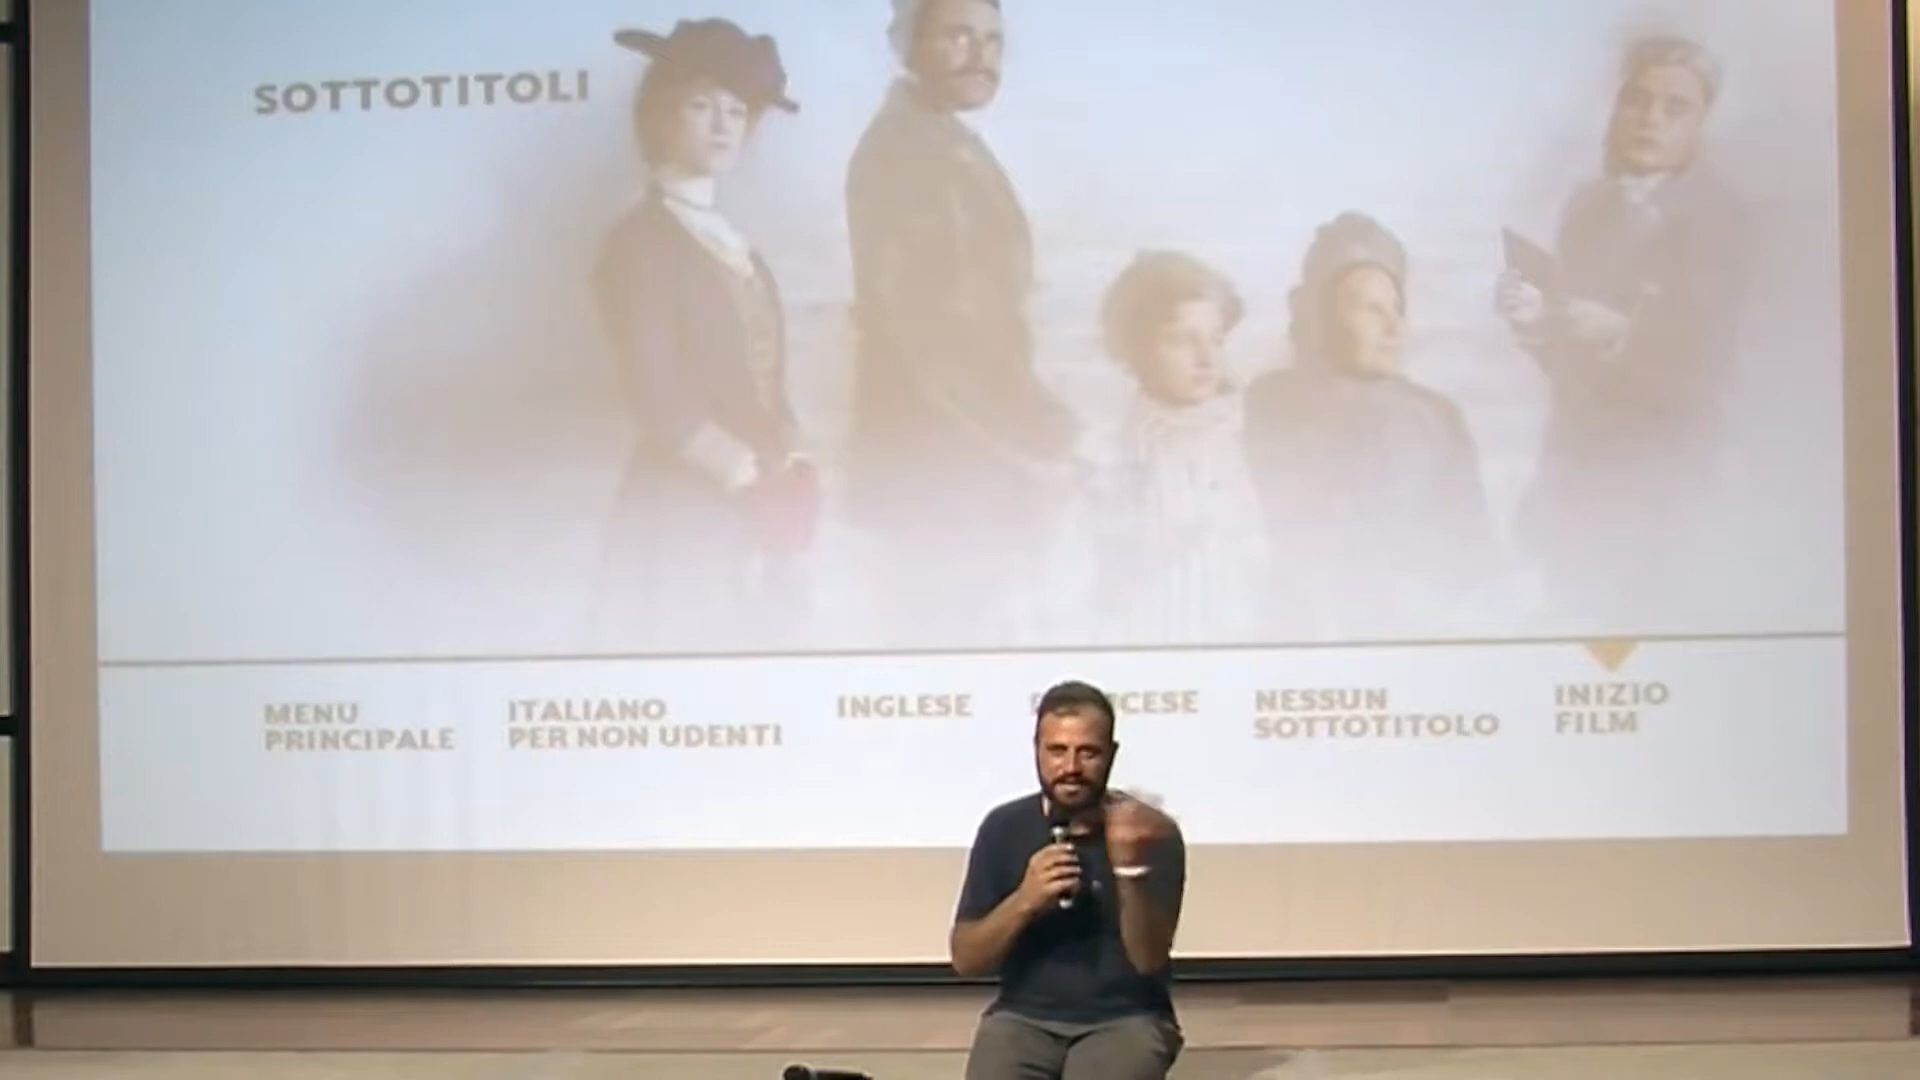 SOTTOTITOLI
MENU
PRINCIPALE
ITALIANO
PER NON UDENTI
INGLESE
NESSUN
SOTTOTITOLO
INIZIO
FILM